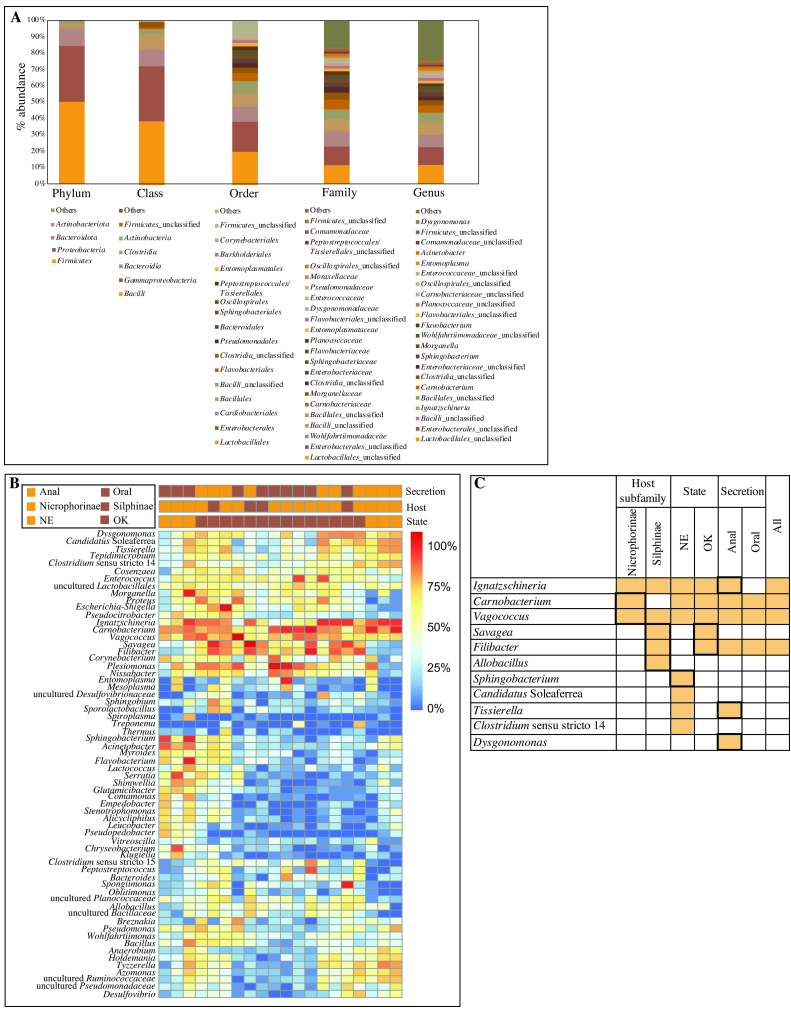 A
100%
90%
80%
70%
60%
50%
40%
30%
20%
10%
0%
% abundance
Phylum
Class
Order
Family
Genus
Others
Actinobacteriota
Bacteroidota
Proteobacteria
Firmicutes
Others
Firmicutes_unclassified
Actinobacteria
Clostridia
Bacteroidia
Gammaproteobacteria
Bacilli
Others
Firmicutes_unclassified
Corynebacteriales
Burkholderiales
Entomoplasmatales
Peptostreptococcales/
Tissierellales
Oscillospirales
Sphingobacteriales
Bacteroidales
Pseudomonadales
Clostridia_unclassified
Flavobacteriales
Bacilli_unclassified
Bacillales
Cardiobacteriales
Enterobacterales
Lactobacillales
Others
Firmicutes_unclassified
Comamonadaceae
Peptostreptococcales/
Tissierellales_unclassified
Oscillospirales_unclassified
Moraxellaceae
Pseudomonadaceae
Enterococcaceae
Dysgonomonadaceae
Flavobacteriales_unclassified
Entomoplasmataceae
Planococcaceae
Flavobacteriaceae
Sphingobacteriaceae
Enterobacteriaceae
Clostridia_unclassified
Morganellaceae
Carnobacteriaceae
Bacillales_unclassified
Bacilli_unclassified
Wohlfahrtiimonadaceae
Enterobacterales_unclassified
Lactobacillales_unclassified
Others
Dysgonomonas
Firmicutes_unclassified
Comamonadaceae_unclassified
Acinetobacter
Entomoplasma
Enterococcaceae_unclassified
Oscillospirales_unclassified
Carnobacteriaceae_unclassified
Planococcaceae_unclassified
Flavobacteriales_unclassified
Flavobacterium
Wohlfahrtiimonadaceae_unclassified
Morganella
Sphingobacterium
Enterobacteriaceae_unclassified
Clostridia_unclassified
Carnobacterium
Bacillales_unclassified
Ignatzschineria
Bacilli_unclassified
Enterobacterales_unclassified
Lactobacillales_unclassified
B
Anal Oral
Nicrophorinae Silphinae
NE OK
Secretion
Host
State
Dysgonomonas
Candidatus Soleaferrea
Tissierella
Tepidimicrobium
Clostridium sensu stricto 14
Cosenzaea
Enterococcus
uncultured Lactobacillales
Morganella
Proteus
Escherichia-Shigella
Pseudocitrobacter
Ignatzschineria
Carnobacterium
Vagococcus
Savagea
Filibacter
Corynebacterium
Plesiomonas
Nissabacter
Entomoplasma
Mesoplasma
uncultured Desulfovibrionaceae
Sphingobium
Sporolactobacillus
Spiroplasma
Treponema
Thermus
Sphingobacterium
Acinetobacter
Myroides
Flavobacterium
Lactococcus
Serratia
Shimwellia
Glutamicibacter
Comamonas
Empedobacter
Stenotrophomonas
Alicycliphilus
Leucobacter
Pseudopedobacter
Vitreoscilla
Chryseobacterium
Klugiella
Clostridium sensu stricto 15
Peptostreptococcus
Bacteroides
Spongiimonas
Oblitimonas
uncultured Planococcaceae
Allobacillus
uncultured Bacillaceae
Breznakia
Pseudomonas
Wohlfahrtiimonas
Bacillus
Anaerobium
Holdemania
Tyzzerella
Azomonas
uncultured Ruminococcaceae
uncultured Pseudomonadaceae
Desulfovibrio
100%
75%
50%
25%
0%
C
Host
subfamily
State
Secretion
Nicrophorinae
Silphinae
NE
OK
Anal
Oral
All
Ignatzschineria
Carnobacterium
Vagococcus
Savagea
Filibacter
Allobacillus
Sphingobacterium
Candidatus Soleaferrea
Tissierella
Clostridium sensu stricto 14
Dysgonomonas